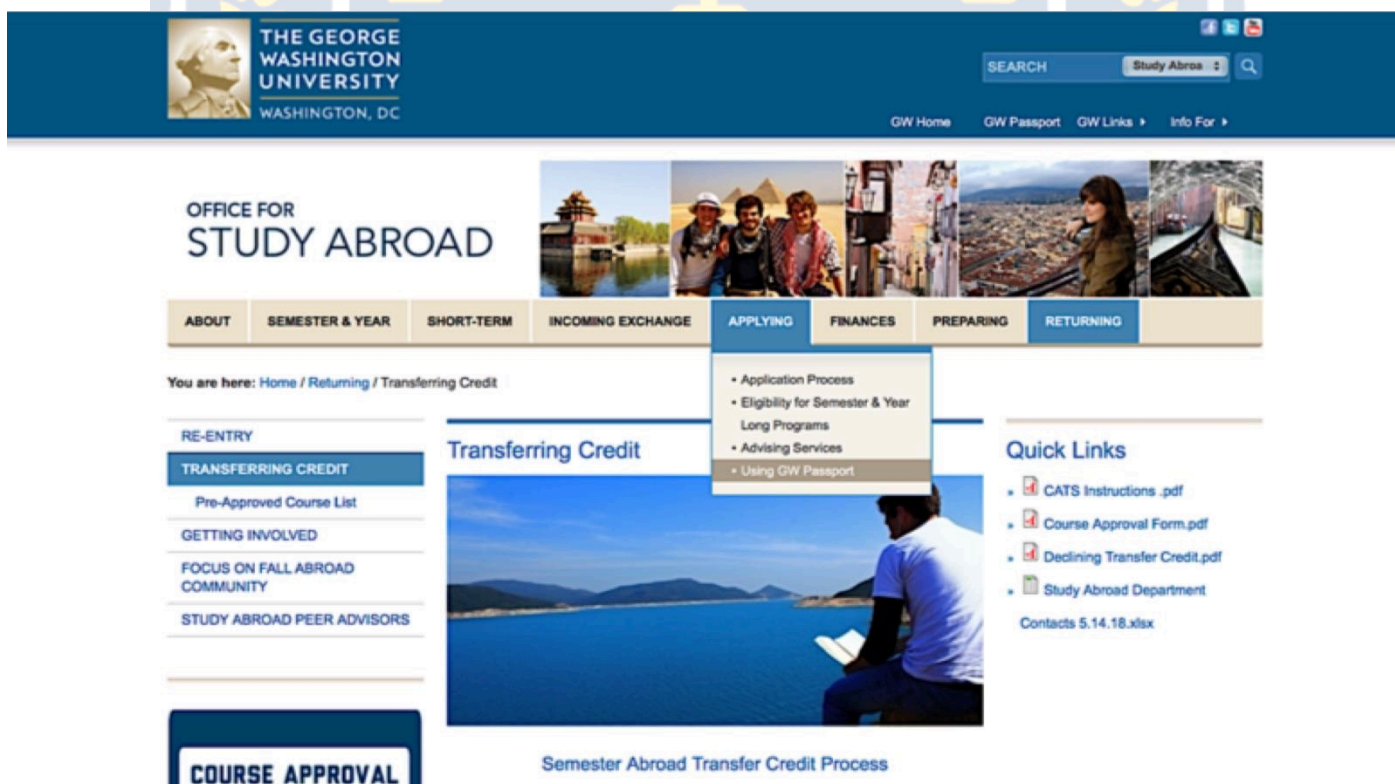 THE GEORGE
WASHINGTON
UNIVERSITY
WASHINGTON, DC
SEARCH
Study Abroa
GW Home
GW Passport
GW Links
Info For
OFFICE FOR
STUDY ABROAD
ABOUT
SEMESTER & YEAR
SHORT-TERM
INCOMING EXCHANGE
APPLYING
FINANCES
PREPARING
RETURNING
• Application Process
• Eligibility for Semester & Year
Long Programs
• Advising Services
• Using GW Passport
You are here: Home / Returning / Transferring Credit
RE-ENTRY
TRANSFERRING CREDIT
Pre-Approved Course List
GETTING INVOLVED
FOCUS ON FALL ABROAD
COMMUNITY
STUDY ABROAD PEER ADVISORS
COURSE APPROVAL
Transferring Credit
Semester Abroad Transfer Credit Process
Quick Links
» CATS Instructions .pdf
» Course Approval Form.pdf
» Declining Transfer Credit.pdf
» Study Abroad Department
Contacts 5.14.18.xlsx